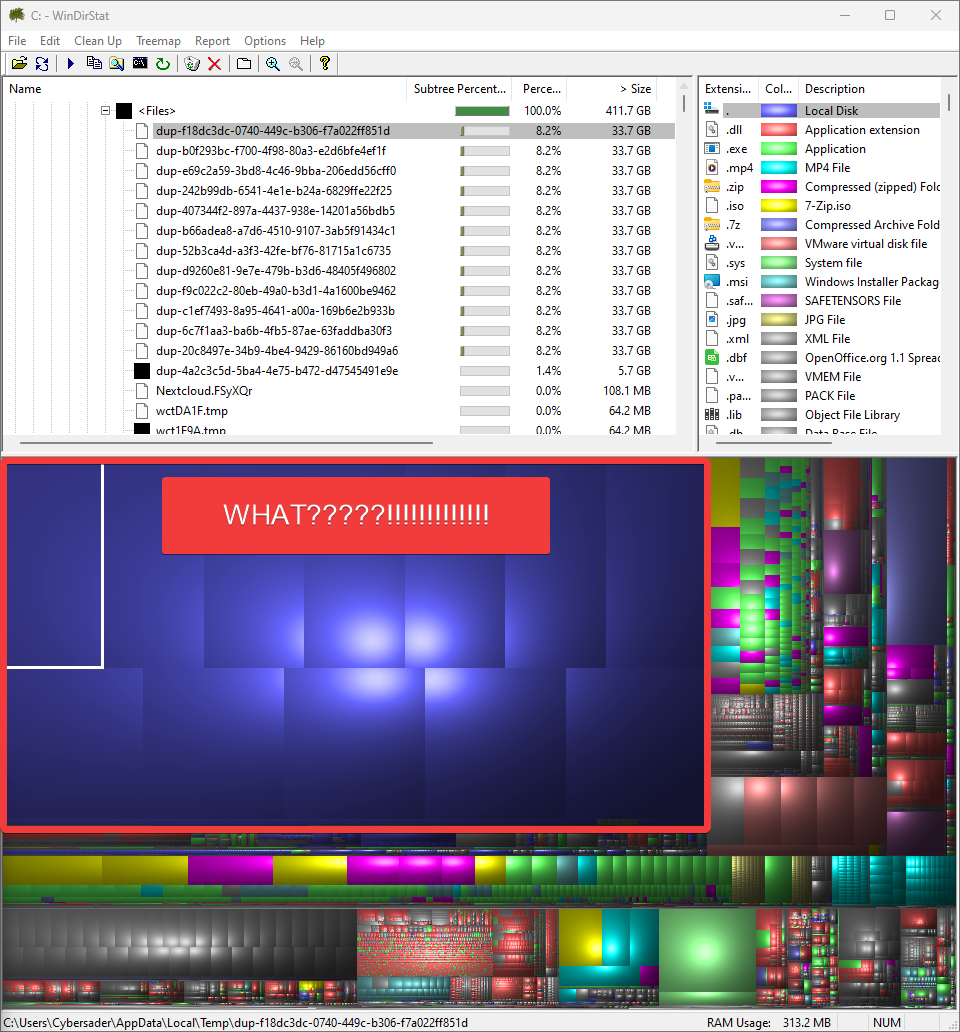 C: - WinDirStat
File Edit Clean Up Treemap Report Options Help
Name Subtree Percent... Perce... > Size
<Files> 100.0% 411.7 GB
dup-f18dc3dc-0740-449c-b306-f7a022ff851d 8.2% 33.7 GB
dup-b0f293bc-f700-4f98-80a3-e2d6bfe4ef1f 8.2% 33.7 GB
dup-e69c2a59-3bd8-4c46-9bba-206edd56cff0 8.2% 33.7 GB
dup-242b99db-6541-4e1e-b24a-6829ffe22f25 8.2% 33.7 GB
dup-407344f2-897a-4437-938e-14201a56bdb5 8.2% 33.7 GB
dup-b66adea8-a7d6-4510-9107-3ab5f91434c1 8.2% 33.7 GB
dup-52b3ca4d-a3f3-42fe-bf76-81715a1c6735 8.2% 33.7 GB
dup-d9260e81-9e7e-479b-b3d6-48405f496802 8.2% 33.7 GB
dup-f9c022c2-80eb-49a0-b3d1-4a1600be9462 8.2% 33.7 GB
dup-c1ef7493-8a95-4641-a00a-169b6e2b933b 8.2% 33.7 GB
dup-6c7f1aa3-ba6b-4fb5-87ae-63faddba30f3 8.2% 33.7 GB
dup-20c8497e-34b9-4be4-9429-86160bd949a6 8.2% 33.7 GB
dup-4a2c3c5d-5ba4-4e75-b472-d47545491e9e 1.4% 5.7 GB
Nextcloud.FSyXQr 0.0% 108.1 MB
wctDA1F.tmp 0.0% 64.2 MB
wct1F9A.tmp 0.0% 64.2 MB
Extensi... Col... Description
. Local Disk
.dll Application extension
.exe Application
.mp4 MP4 File
.zip Compressed (zipped) Fold
.iso 7-Zip.iso
.7z Compressed Archive Fold
.v... VMware virtual disk file
.sys System file
.msi Windows Installer Packag
.saf... SAFETENSORS File
.jpg JPG File
.xml XML File
.dbf OpenOffice.org 1.1 Sprea
.v... VMEM File
.pa... PACK File
.lib Object File Library
.db Data Base File
WHAT?????!!!!!!!!!!!!!
C:\Users\Cybersader\AppData\Local\Temp\dup-f18dc3dc-0740-449c-b306-f7a022ff851d RAM Usage: 313.2 MB NUM